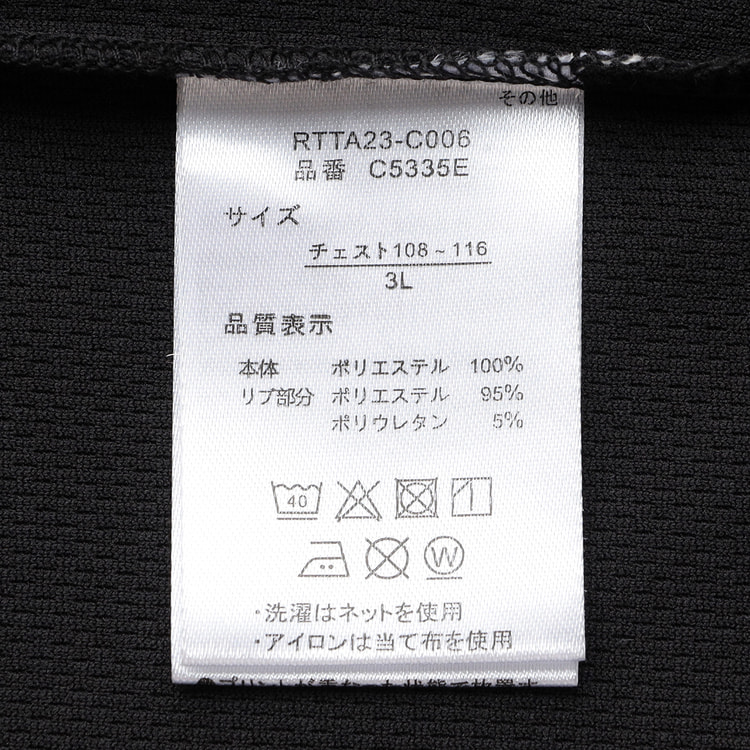 その他
RTTA23-C006
品番 C5335E
サイズ
チェスト108~116
3L
品質表示
本体 ポリエステル 100%
リブ部分 ポリエステル 95%
ポリウレタン 5%
40
W
・洗濯はネットを使用
・アイロンは当て布を使用